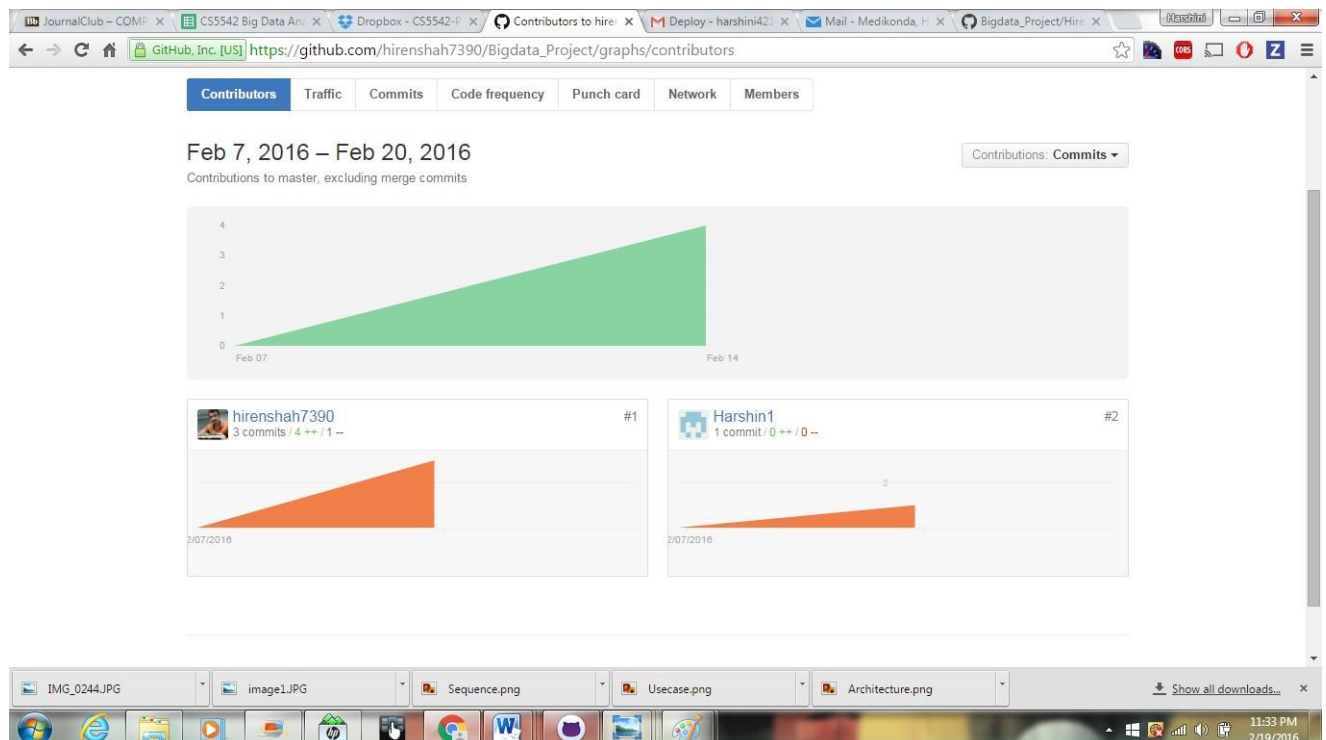 JournalClub – COMP
CS5542 Big Data Ana
Dropbox - CS5542-P
Contributors to hiren
Deploy - harshini421
Mail - Medikonda, H
Bigdata_Project/Hire
Harshini
GitHub, Inc. [US] https://github.com/hirenshah7390/Bigdata_Project/graphs/contributors
Contributors Traffic Commits Code frequency Punch card Network Members
Feb 7, 2016 – Feb 20, 2016
Contributions: Commits
Contributions to master, excluding merge commits
4
3
2
1
0
Feb 07 Feb 14
hirenshah7390 #1
3 commits / 4 ++ / 1 --
2/07/2016
Harshin1 #2
1 commit / 0 ++ / 0 --
2
2/07/2016
IMG_0244.JPG image1.JPG Sequence.png Usecase.png Architecture.png Show all downloads...
11:33 PM
2/19/2016